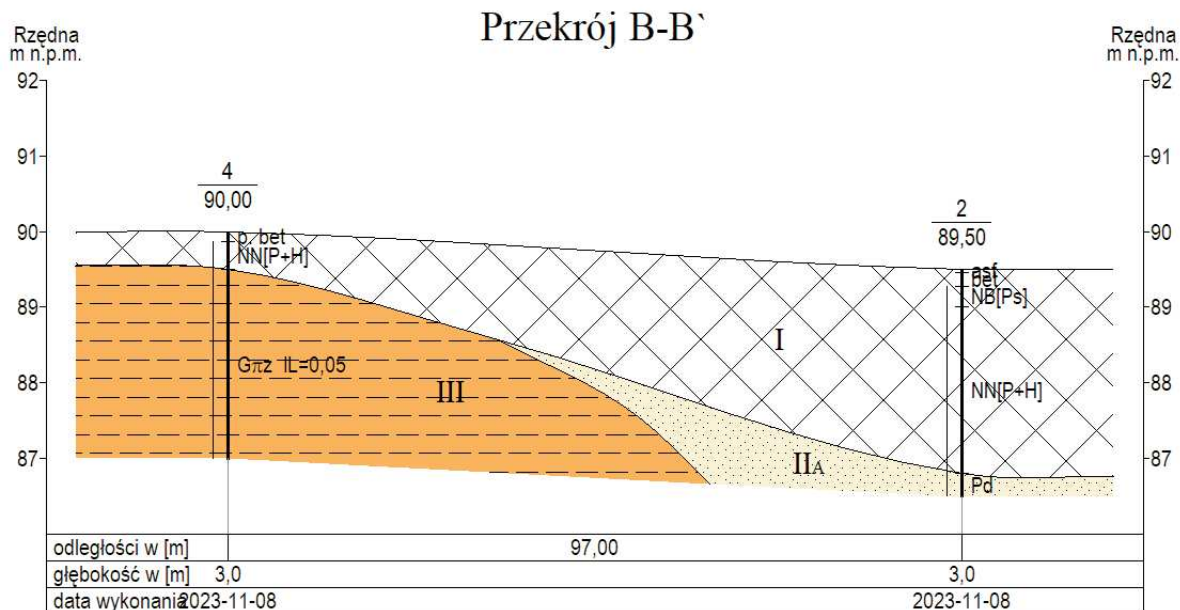 Przekrój B-B`
Rzędna
m n.p.m.
Rzędna
m n.p.m.
92
92
91
91
4
90,00
2
89,50
90
90
p. bet
NN[P+H]
asf
bet
NB[Ps]
89
89
I
Gπz IL=0,05
III
88
88
NN[P+H]
87
87
IIA
Pd
odległości w [m] 97,00
głębokość w [m] 3,0 3,0
data wykonania 2023-11-08 2023-11-08